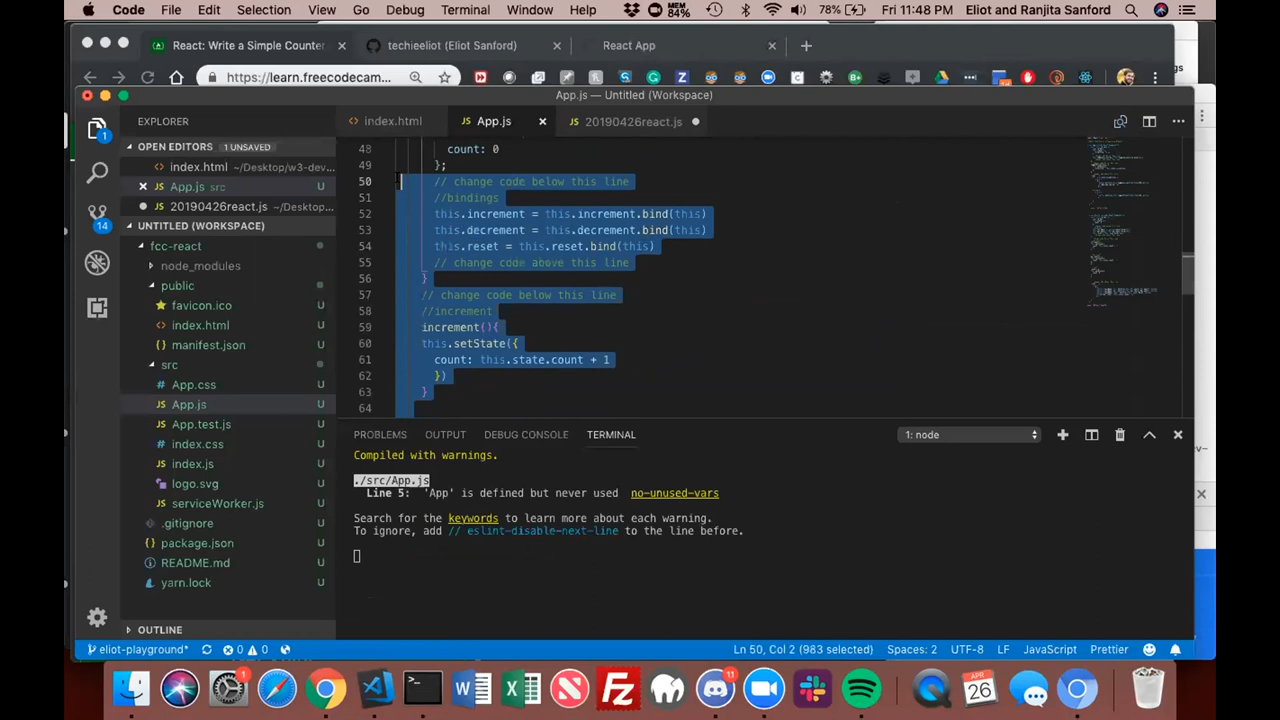 Code File Edit Selection View Go Debug Terminal Window Help MEM 84% 78% Fri 11:48 PM Eliot and Ranjita Sanford
React: Write a Simple Counter techieeliot (Eliot Sanford) React App
https://learn.freecodecam...
App.js — Untitled (Workspace)
EXPLORER
index.html App.js 20190426react.js
OPEN EDITORS 1 UNSAVED
index.html ~/Desktop/w3-dev... U
App.js src U
20190426react.js ~/Desktop/... U
UNTITLED (WORKSPACE)
fcc-react
node_modules
public
favicon.ico U
index.html U
manifest.json U
src
App.css U
App.js U
App.test.js U
index.css U
index.js U
logo.svg U
serviceWorker.js U
.gitignore U
package.json U
README.md U
yarn.lock U
OUTLINE
1
14
48 count: 0
49 };
50 // change code below this line
51 //bindings
52 this.increment = this.increment.bind(this)
53 this.decrement = this.decrement.bind(this)
54 this.reset = this.reset.bind(this)
55 // change code above this line
56 }
57 // change code below this line
58 //increment
59 increment(){
60 this.setState({
61 count: this.state.count + 1
62 })
63 }
64
PROBLEMS OUTPUT DEBUG CONSOLE TERMINAL 1: node
Compiled with warnings.
./src/App.js
Line 5: 'App' is defined but never used no-unused-vars
Search for the keywords to learn more about each warning.
To ignore, add // eslint-disable-next-line to the line before.
eliot-playground* 0 0 Ln 50, Col 2 (983 selected) Spaces: 2 UTF-8 LF JavaScript Prettier
1
11
APR
26